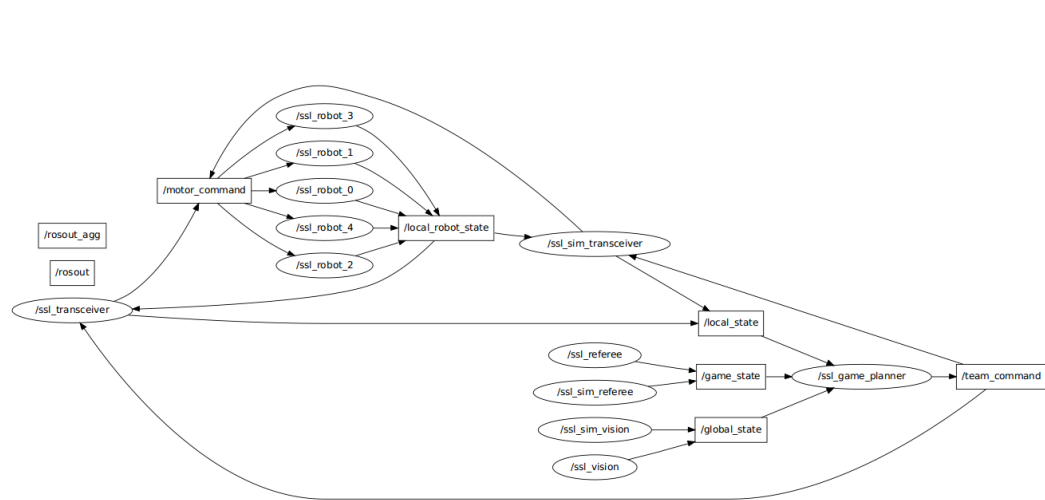 /ssl_robot_3
/ssl_robot_1
/motor_command
/ssl_robot_0
/ssl_robot_4
/local_robot_state
/rosout_agg
/ssl_sim_transceiver
/ssl_robot_2
/rosout
/ssl_transceiver
/local_state
/ssl_referee
/game_state
/ssl_game_planner
/team_command
/ssl_sim_referee
/ssl_sim_vision
/global_state
/ssl_vision